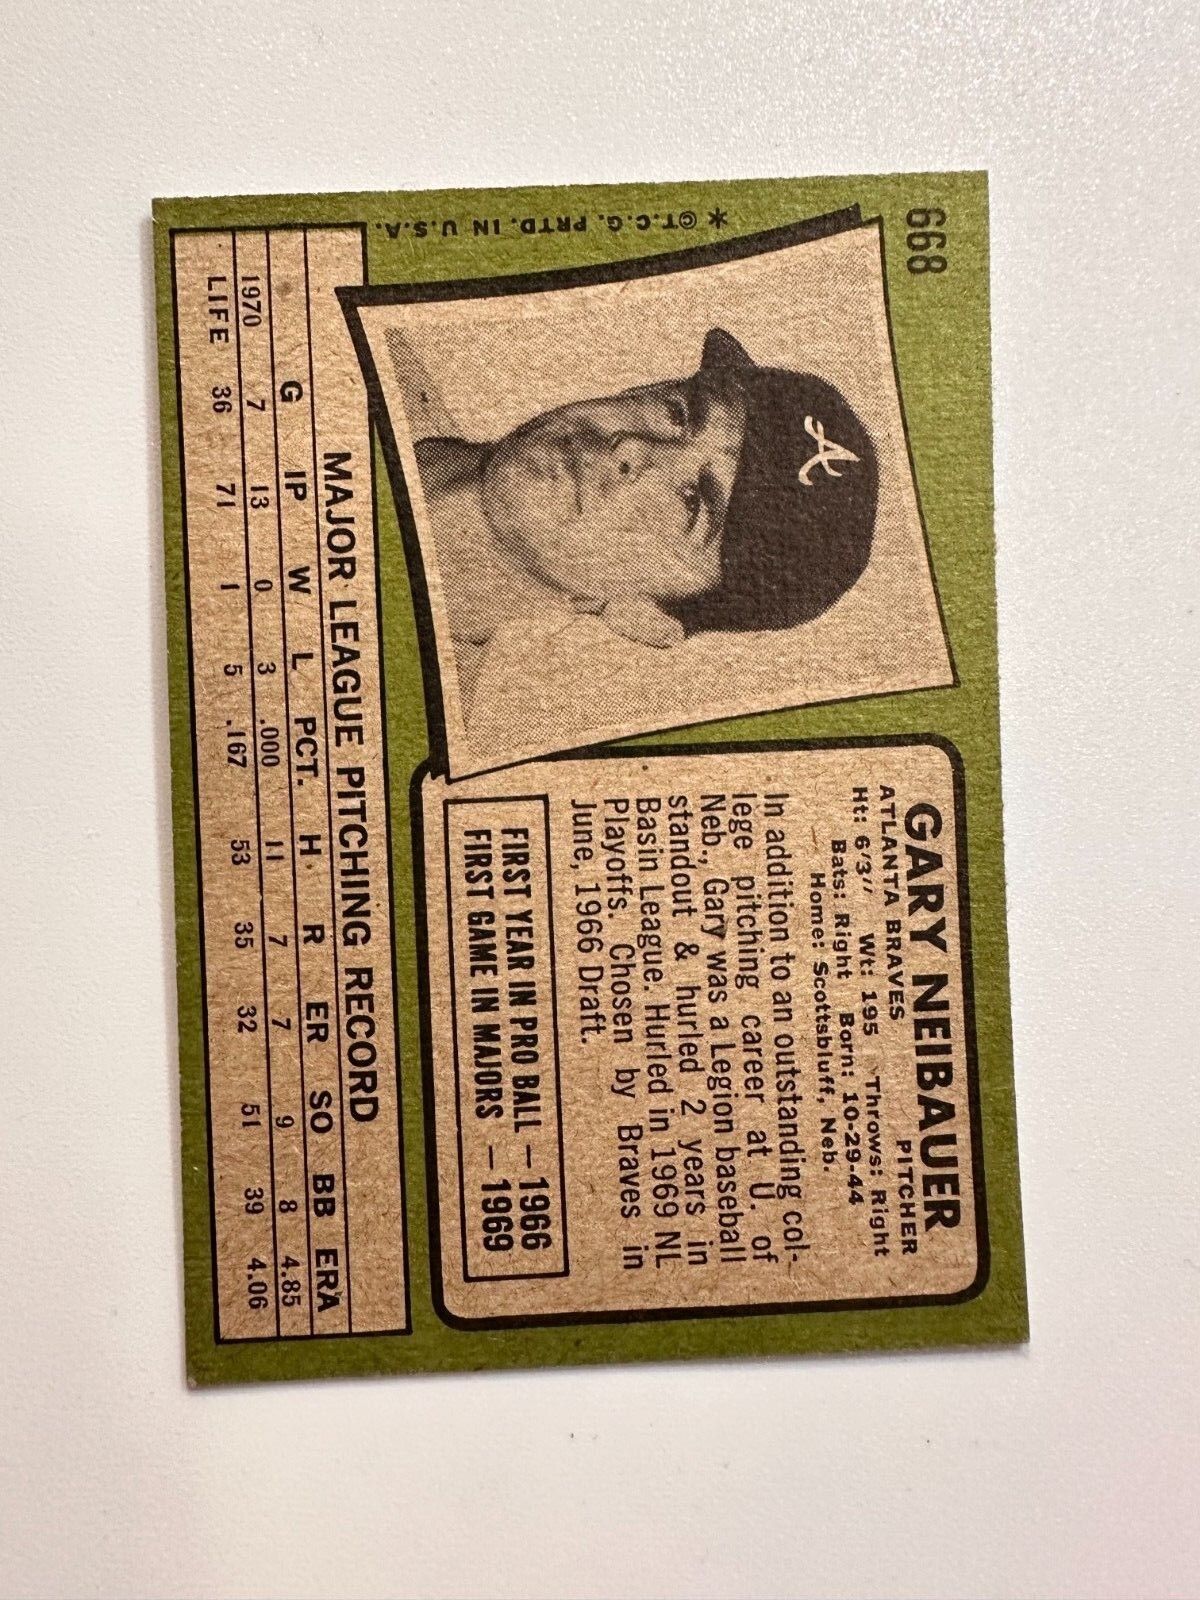 668
GARY NEIBAUER
ATLANTA BRAVES PITCHER
Ht: 6'3" Wt: 195 Throws: Right
Bats: Right Born: 10-29-44
Home: Scottsbluff, Neb.
In addition to an outstanding col-
lege pitching career at U. of
Neb., Gary was a Legion baseball
standout & hurled 2 years in
Basin League. Hurled in 1969 NL
Playoffs. Chosen by Braves in
June, 1966 Draft.
FIRST YEAR IN PRO BALL — 1966
FIRST GAME IN MAJORS — 1969
A
* ©T.C.G. PRTD. IN U.S.A.
MAJOR LEAGUE PITCHING RECORD
G IP W L PCT. H R ER SO BB ERA
1970 7 13 0 3 .000 11 7 7 9 8 4.85
LIFE 36 71 1 5 .167 53 35 32 51 39 4.06